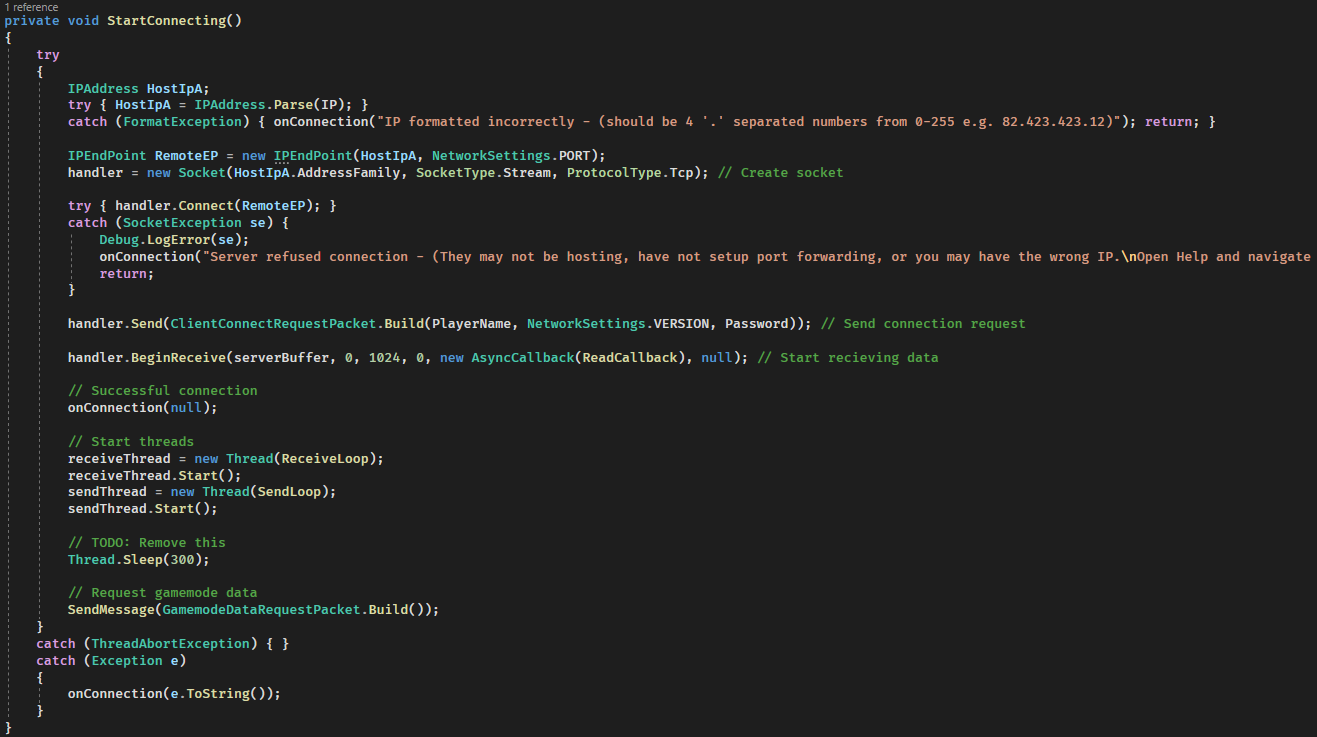 1 reference
private void StartConnecting()
{
    try
    {
        IPAddress HostIpA;
        try { HostIpA = IPAddress.Parse(IP); }
        catch (FormatException) { onConnection("IP formatted incorrectly - (should be 4 '.' separated numbers from 0-255 e.g. 82.423.423.12)"); return; }

        IPEndPoint RemoteEP = new IPEndPoint(HostIpA, NetworkSettings.PORT);
        handler = new Socket(HostIpA.AddressFamily, SocketType.Stream, ProtocolType.Tcp); // Create socket

        try { handler.Connect(RemoteEP); }
        catch (SocketException se) {
            Debug.LogError(se);
            onConnection("Server refused connection - (They may not be hosting, have not setup port forwarding, or you may have the wrong IP.\nOpen Help and navigate
            return;
        }

        handler.Send(ClientConnectRequestPacket.Build(PlayerName, NetworkSettings.VERSION, Password)); // Send connection request

        handler.BeginReceive(serverBuffer, 0, 1024, 0, new AsyncCallback(ReadCallback), null); // Start recieving data

        // Successful connection
        onConnection(null);

        // Start threads
        receiveThread = new Thread(ReceiveLoop);
        receiveThread.Start();
        sendThread = new Thread(SendLoop);
        sendThread.Start();

        // TODO: Remove this
        Thread.Sleep(300);

        // Request gamemode data
        SendMessage(GamemodeDataRequestPacket.Build());
    }
    catch (ThreadAbortException) { }
    catch (Exception e)
    {
        onConnection(e.ToString());
    }
}